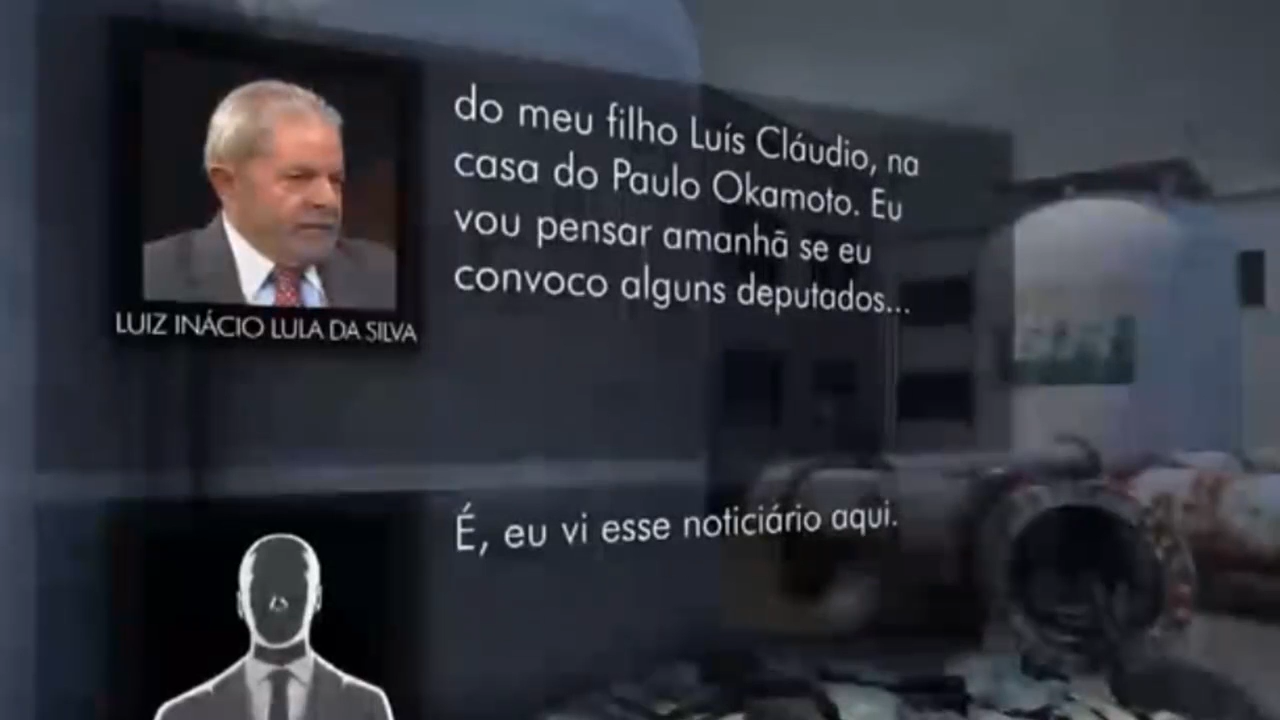 do meu filho Luís Cláudio, na
casa do Paulo Okamoto. Eu
vou pensar amanhã se eu
convoco alguns deputados...
LUIZ INÁCIO LULA DA SILVA
É, eu vi esse noticiário aqui.